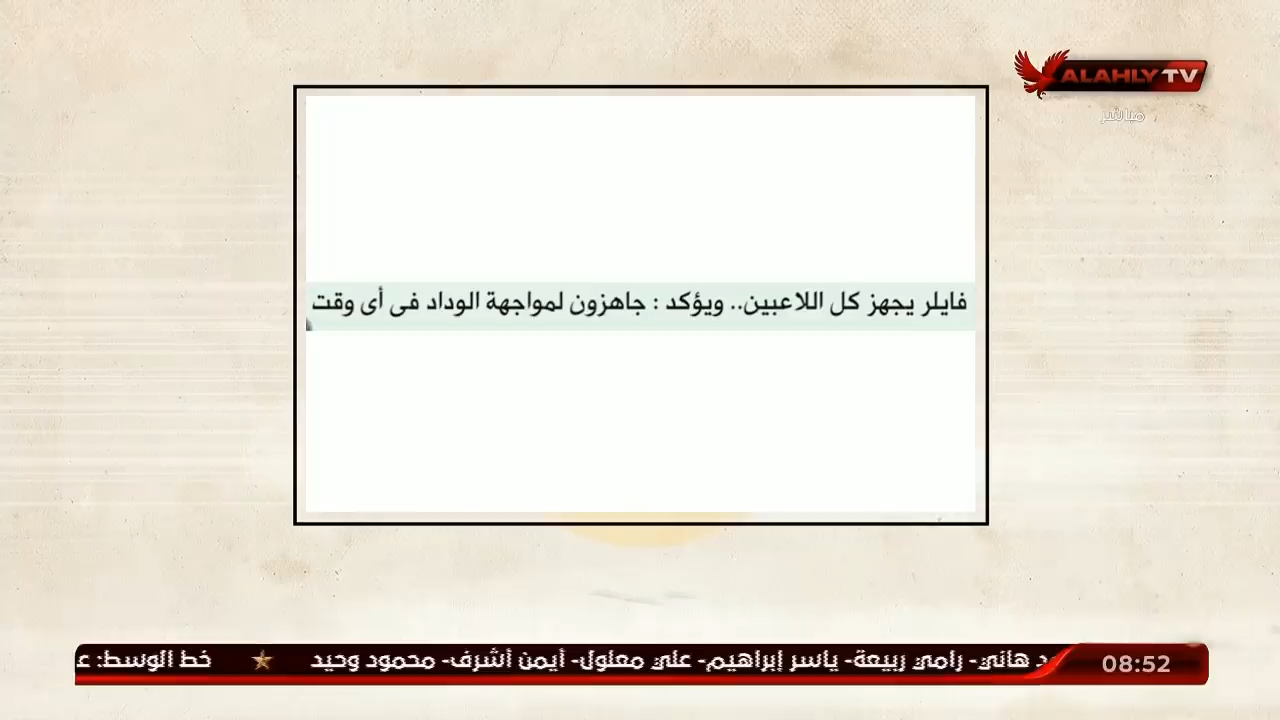 ALAHLY TV
مباشر
فايلر يجهز كل اللاعبين.. ويؤكد : جاهزون لمواجهة الوداد فى أى وقت
هاني- رامي ربيعة- ياسر إبراهيم- علي معلول- أيمن أشرف- محمود وحيد ★ خط الوسط:
08:52